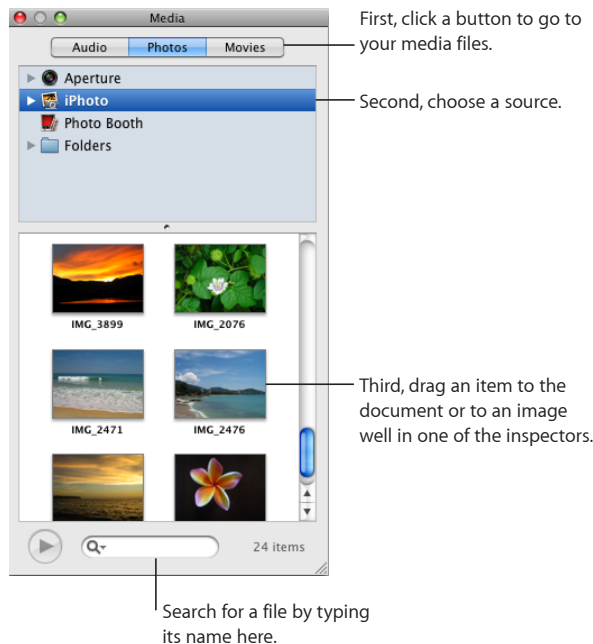 Media
First, click a button to go to
your media files.
Audio Photos Movies
Aperture
iPhoto
Second, choose a source.
Photo Booth
Folders
IMG_3899 IMG_2076
Third, drag an item to the
document or to an image
well in one of the inspectors.
IMG_2471 IMG_2476
24 items
Search for a file by typing
its name here.